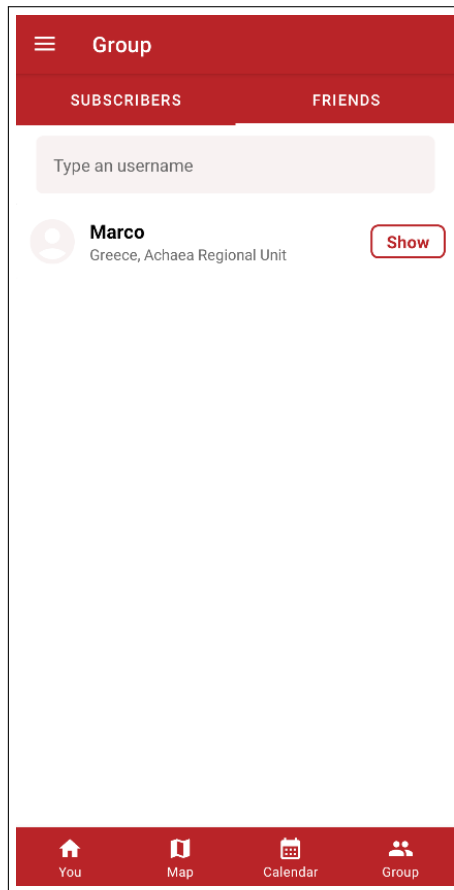 Group
SUBSCRIBERS FRIENDS
Type an username
Marco
Greece, Achaea Regional Unit
Show
You Map Calendar Group